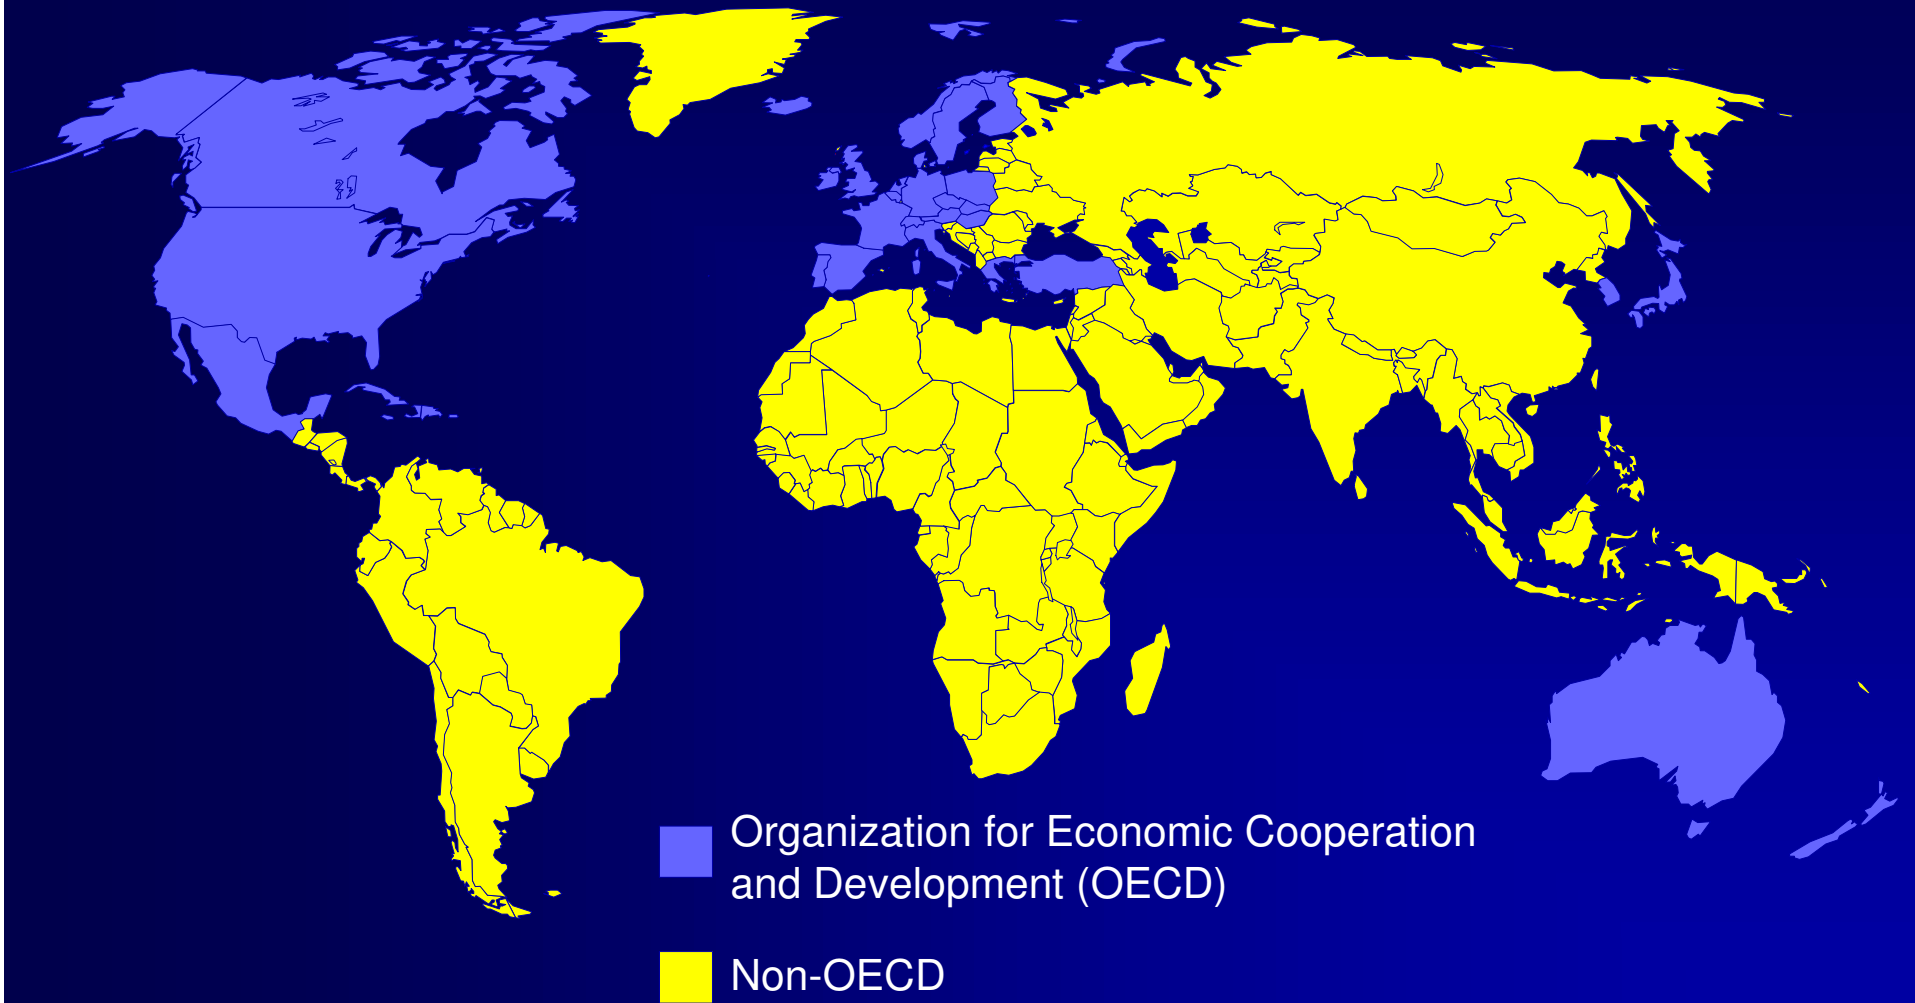 Organization for Economic Cooperation
and Development (OECD)
Non-OECD